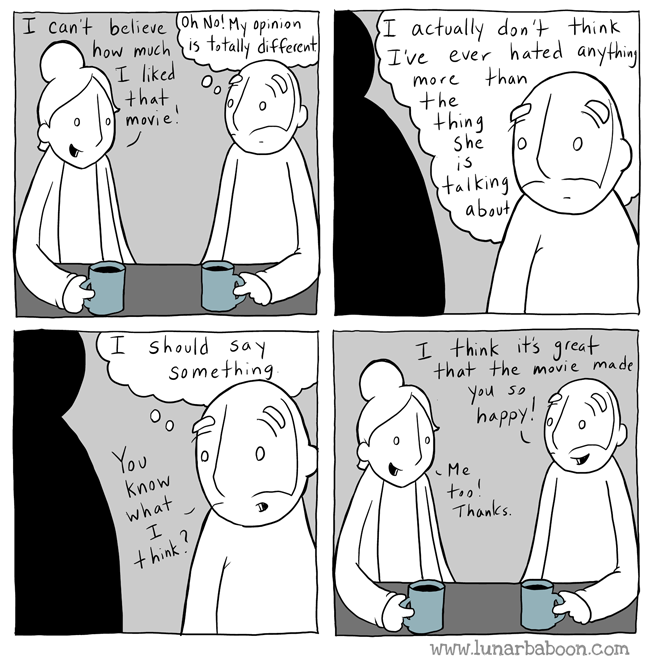 I can't believe
how much
I liked
that
movie!
Oh No! My opinion
is totally different
I actually don't think
I've ever hated anything
more than
the
thing
she
is
talking
about
I should say
something.
You
know
what
I
think?
I think it's great
that the movie made
you so
happy!
Me
too!
Thanks.
www.lunarbaboon.com